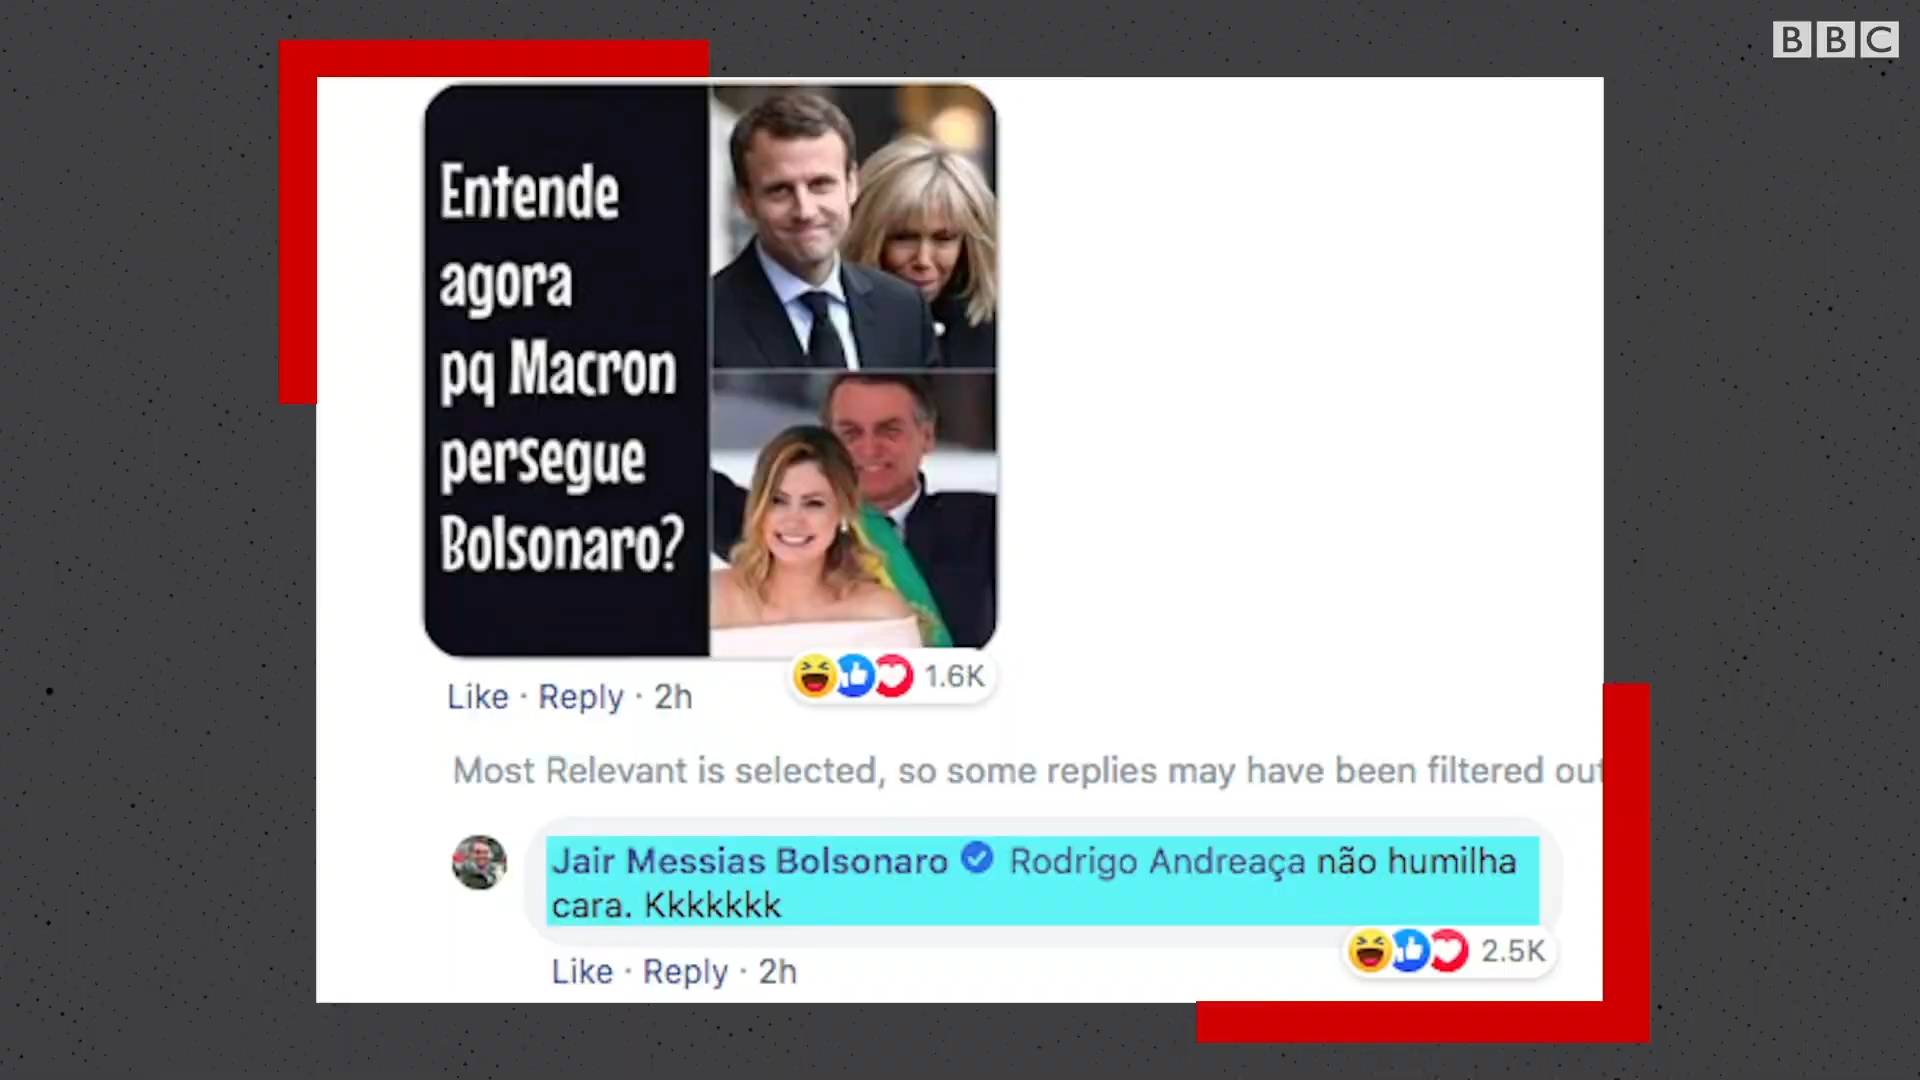 BBC
Entende
agora
pq Macron
persegue
Bolsonaro?
1.6K
Like · Reply · 2h
Most Relevant is selected, so some replies may have been filtered out
Jair Messias Bolsonaro Rodrigo Andreaça não humilha
cara. Kkkkkkk
2.5K
Like · Reply · 2h